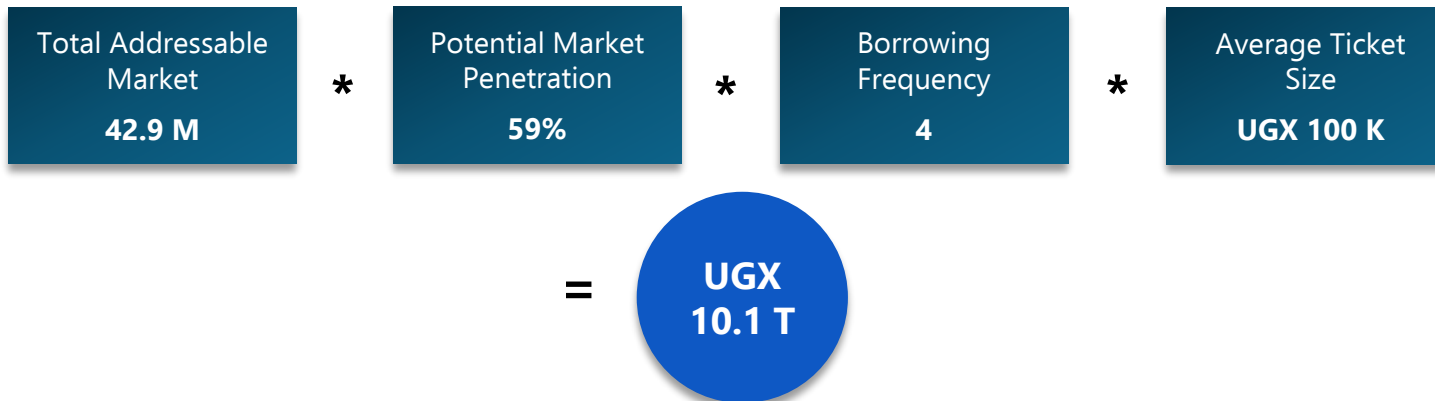 Total Addressable
Market
42.9 M
*
Potential Market
Penetration
59%
*
Borrowing
Frequency
4
*
Average Ticket
Size
UGX 100 K
=
UGX
10.1 T